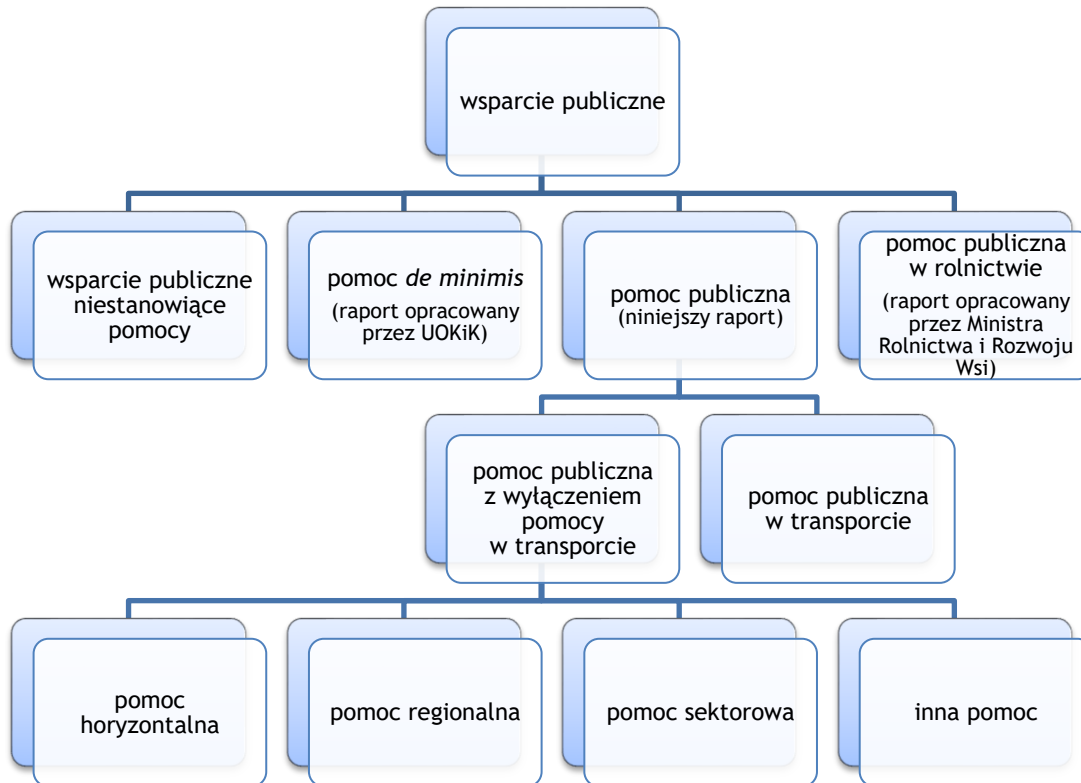 wsparcie publiczne
wsparcie publiczne
niestanowiące
pomocy
pomoc de minimis
(raport opracowany
przez UOKiK)
pomoc publiczna
(niniejszy raport)
pomoc publiczna
w rolnictwie
(raport opracowany
przez Ministra
Rolnictwa i Rozwoju
Wsi)
pomoc publiczna
z wyłączeniem
pomocy
w transporcie
pomoc publiczna
w transporcie
pomoc
horyzontalna
pomoc regionalna
pomoc sektorowa
inna pomoc